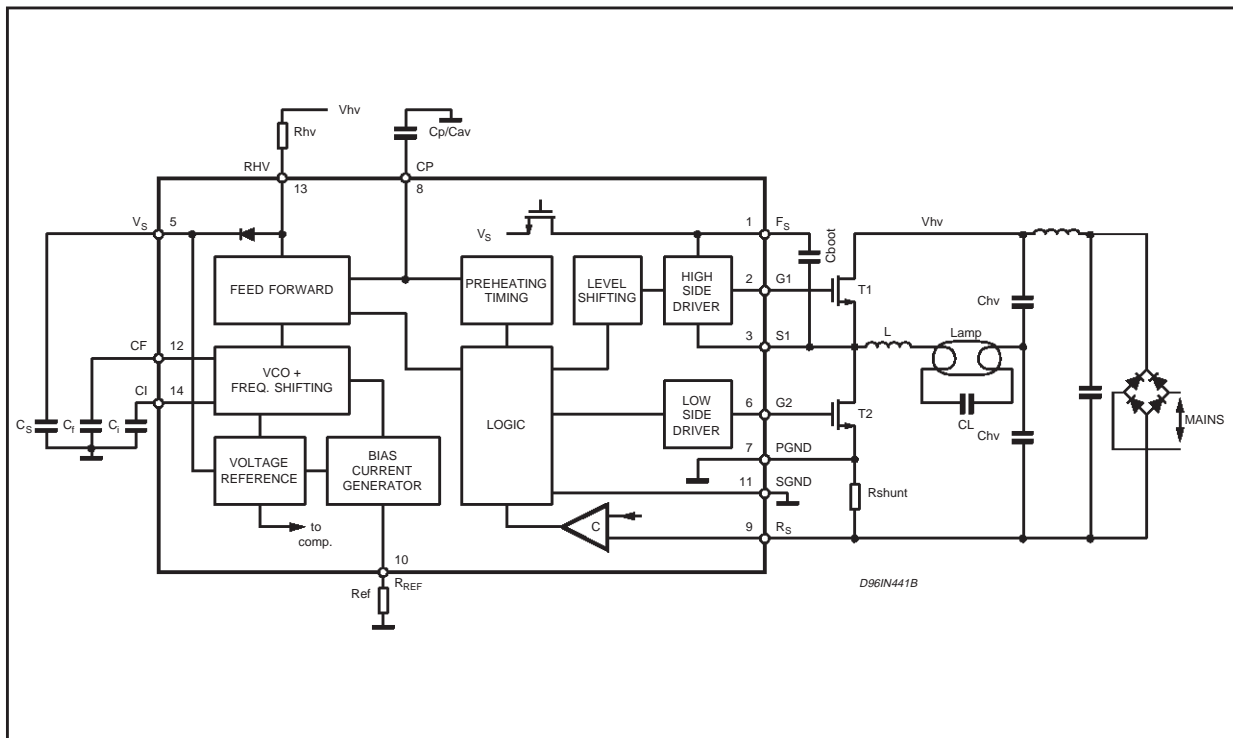 Vhv
Rhv
Cp/Cav
RHV
CP
13
8
VS
5
VS
1
FS
Cboot
Vhv
FEED FORWARD
PREHEATING
TIMING
LEVEL
SHIFTING
HIGH
SIDE
DRIVER
2
G1
T1
Chv
3
S1
L
Lamp
CF
12
VCO +
FREQ. SHIFTING
CI
14
LOGIC
LOW
SIDE
DRIVER
6
G2
T2
CL
Chv
MAINS
CS
Cf
Ci
VOLTAGE
REFERENCE
BIAS
CURRENT
GENERATOR
7
PGND
11
SGND
Rshunt
to
comp.
C
9
RS
10
RREF
Ref
D96IN441B